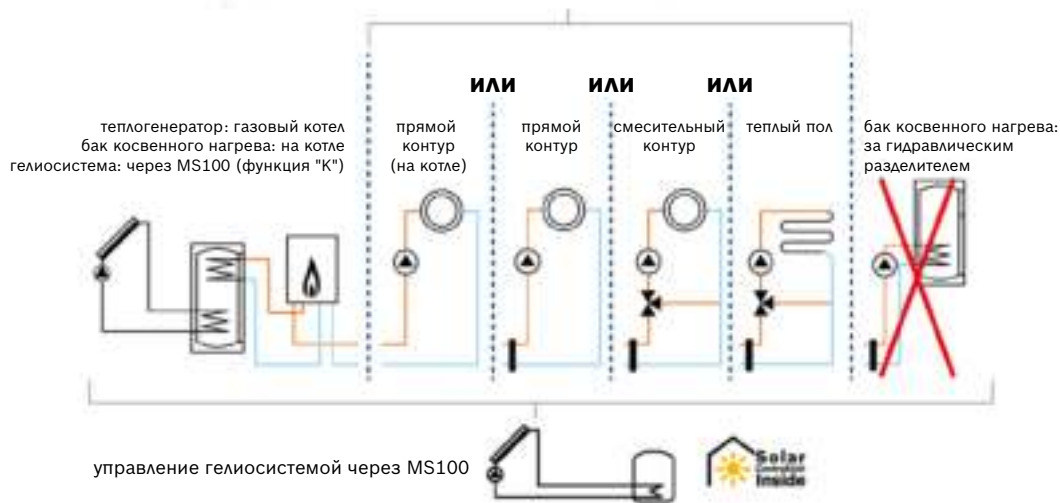 ИЛИ ИЛИ ИЛИ
теплогенератор: газовый котел
бак косвенного нагрева: на котле
гелиосистема: через MS100 (функция "К")
прямой
контур
(на котле)
прямой
контур
смесительный
контур
теплый пол
бак косвенного нагрева:
за гидравлическим
разделителем
управление гелиосистемой через MS100
Solar
Inside